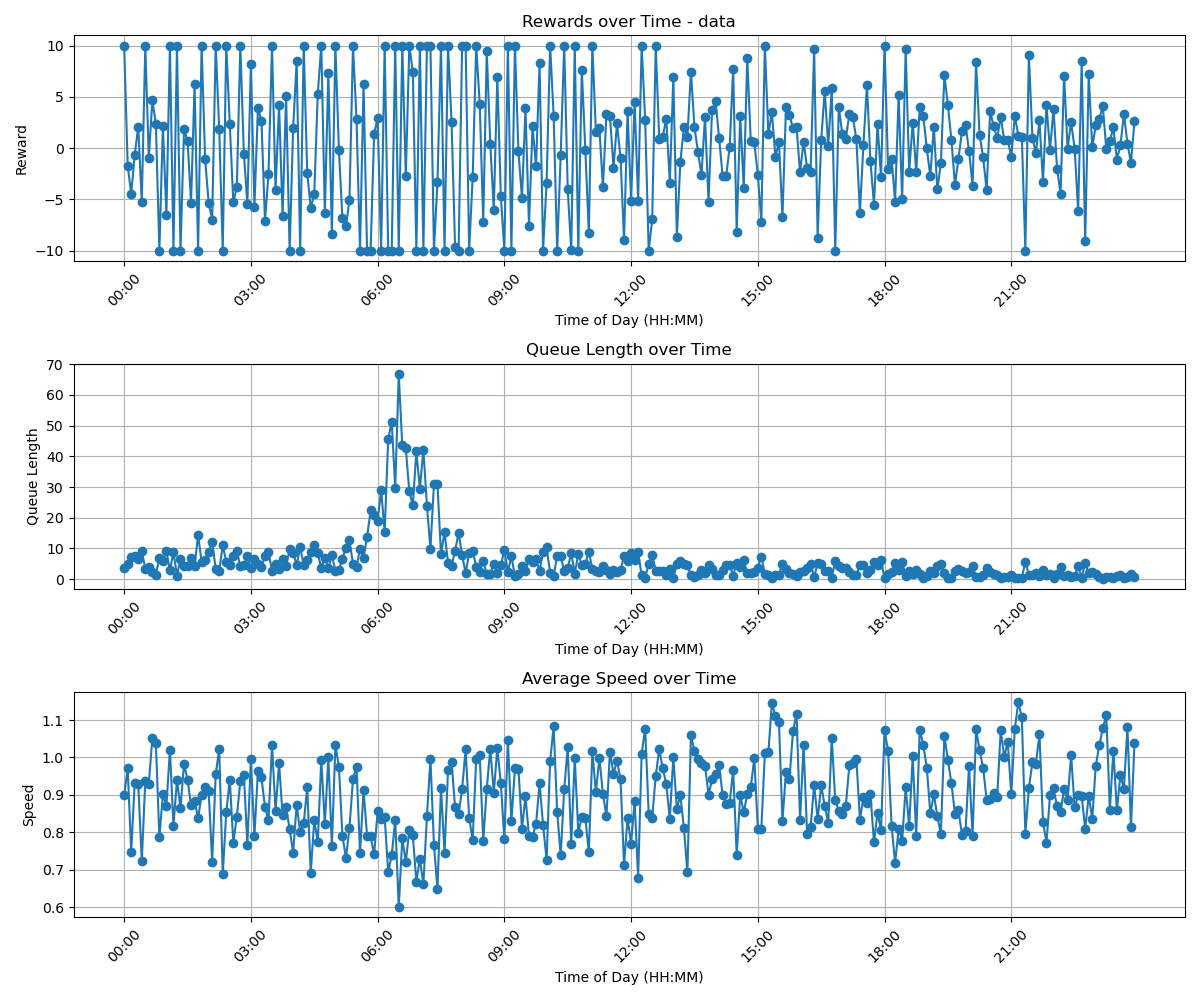 Rewards over Time - data
Reward
10
5
0
−5
−10
00:00 03:00 06:00 09:00 12:00 15:00 18:00 21:00
Time of Day (HH:MM)
Queue Length over Time
Queue Length
70
60
50
40
30
20
10
0
00:00 03:00 06:00 09:00 12:00 15:00 18:00 21:00
Time of Day (HH:MM)
Average Speed over Time
Speed
1.1
1.0
0.9
0.8
0.7
0.6
00:00 03:00 06:00 09:00 12:00 15:00 18:00 21:00
Time of Day (HH:MM)